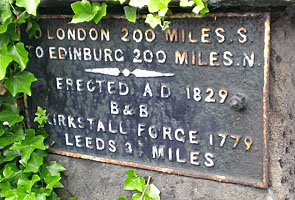 LONDON 200 MILES.S.
TO EDINBURG 200 MILES.N.
ERECTED A.D. 1829
B & B
KIRKSTALL FORGE 1779
LEEDS 3 MILES